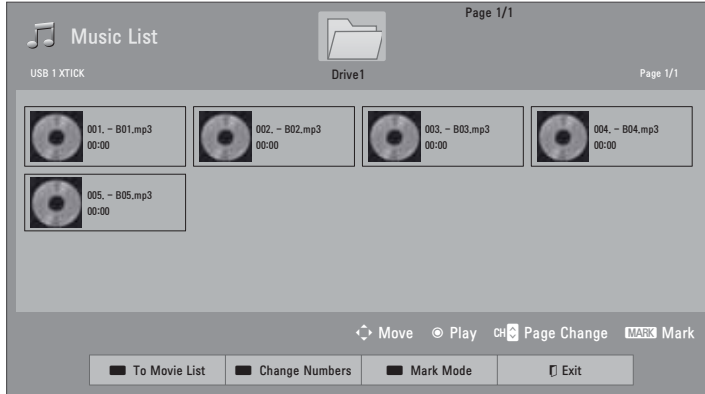 Page 1/1
Music List
USB 1 XTICK
Drive1
Page 1/1
001. - B01.mp3
00:00
002. - B02.mp3
00:00
003. - B03.mp3
00:00
004. - B04.mp3
00:00
005. - B05.mp3
00:00
Move Play CH Page Change MARK Mark
To Movie List Change Numbers Mark Mode Exit